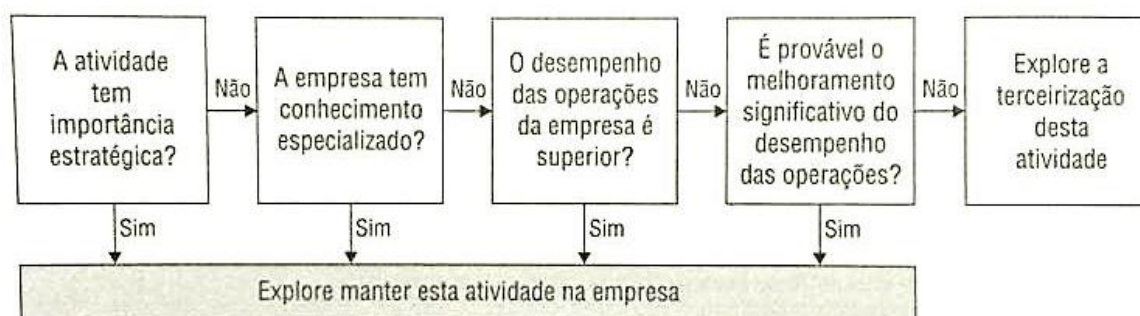 A atividade
tem
importância
estratégica?
Não
A empresa tem
conhecimento
especializado?
Não
O desempenho
das operações
da empresa é
superior?
Não
É provável o
melhoramento
significativo do
desempenho
das operações?
Não
Explore a
terceirização
desta
atividade
Sim
Sim
Sim
Sim
Explore manter esta atividade na empresa